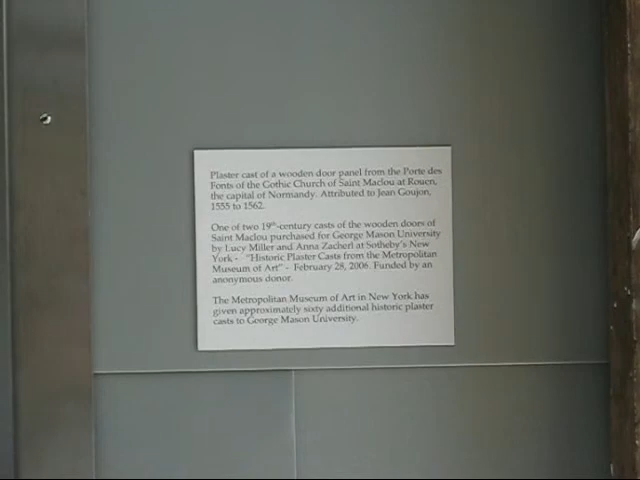 Plaster cast of a wooden door panel from the Porte des
Fonts of the Gothic Church of Saint Maclou at Rouen,
the capital of Normandy. Attributed to Jean Goujon,
1555 to 1562.
One of two 19th-century casts of the wooden doors of
Saint Maclou purchased for George Mason University
by Lucy Miller and Anna Zacherl at Sotheby's New
York - "Historic Plaster Casts from the Metropolitan
Museum of Art" - February 28, 2006. Funded by an
anonymous donor.
The Metropolitan Museum of Art in New York has
given approximately sixty additional historic plaster
casts to George Mason University.